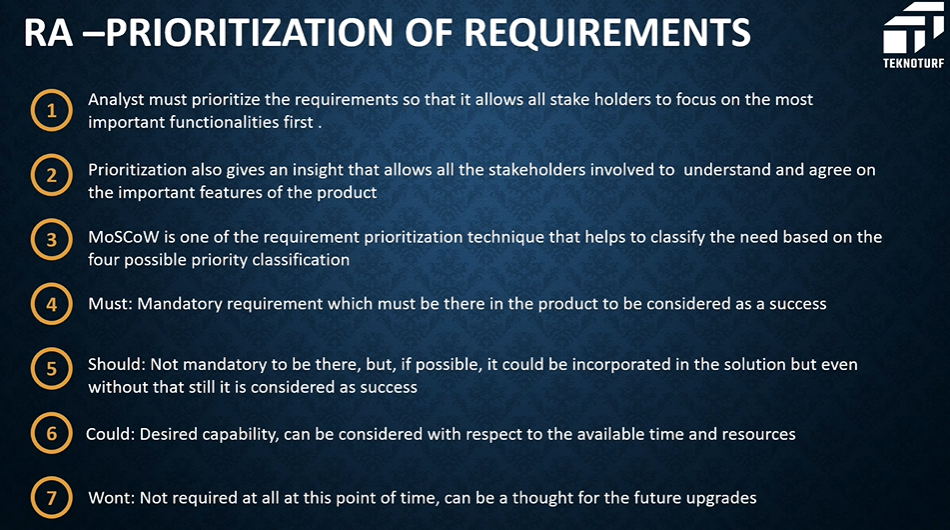 RA –PRIORITIZATION OF REQUIREMENTS
TEKNOTURF
1 Analyst must prioritize the requirements so that it allows all stake holders to focus on the most
important functionalities first .
2 Prioritization also gives an insight that allows all the stakeholders involved to  understand and agree on
the important features of the product
3 MoSCoW is one of the requirement prioritization technique that helps to classify the need based on the
four possible priority classification
4 Must: Mandatory requirement which must be there in the product to be considered as a success
5 Should: Not mandatory to be there, but, if possible, it could be incorporated in the solution but even
without that still it is considered as success
6 Could: Desired capability, can be considered with respect to the available time and resources
7 Wont: Not required at all at this point of time, can be a thought for the future upgrades